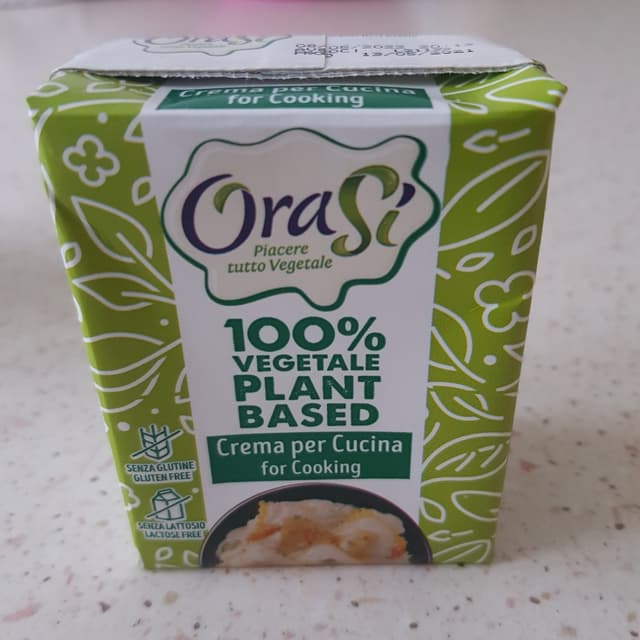 Crema per Cucina
for Cooking
OraSì
Piacere
tutto Vegetale
100%
VEGETALE
PLANT
BASED
Crema per Cucina
for Cooking
SENZA GLUTINE
GLUTEN FREE
SENZA LATTOSIO
LACTOSE FREE